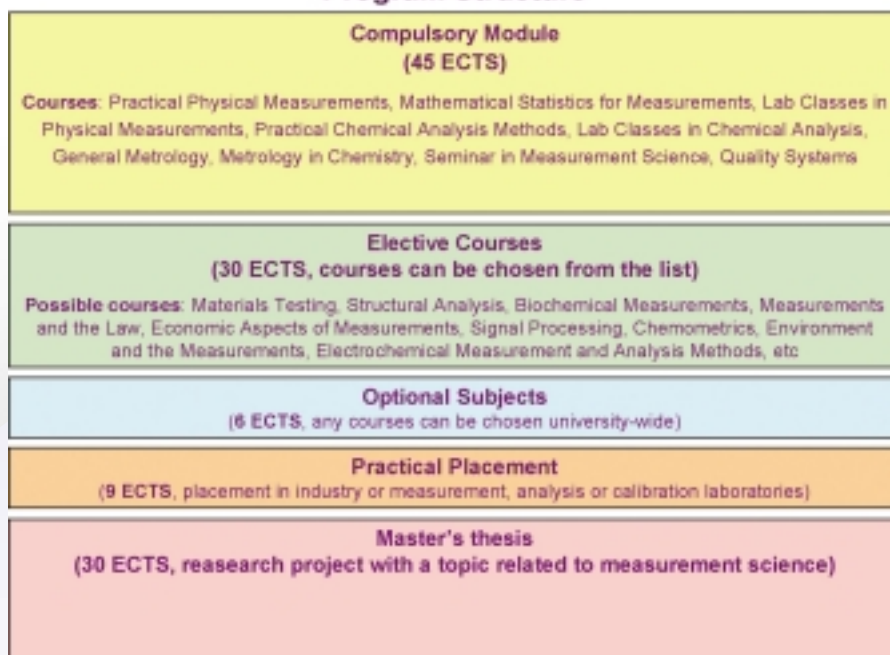 Program Structure
Compulsory Module
(45 ECTS)
Courses: Practical Physical Measurements, Mathematical Statistics for Measurements, Lab Classes in
Physical Measurements, Practical Chemical Analysis Methods, Lab Classes in Chemical Analysis,
General Metrology, Metrology in Chemistry, Seminar in Measurement Science, Quality Systems
Elective Courses
(30 ECTS, courses can be chosen from the list)
Possible courses: Materials Testing, Structural Analysis, Biochemical Measurements, Measurements
and the Law, Economic Aspects of Measurements, Signal Processing, Chemometrics, Environment
and the Measurements, Electrochemical Measurement and Analysis Methods, etc
Optional Subjects
(6 ECTS, any courses can be chosen university-wide)
Practical Placement
(9 ECTS, placement in industry or measurement, analysis or calibration laboratories)
Master's thesis
(30 ECTS, reasearch project with a topic related to measurement science)